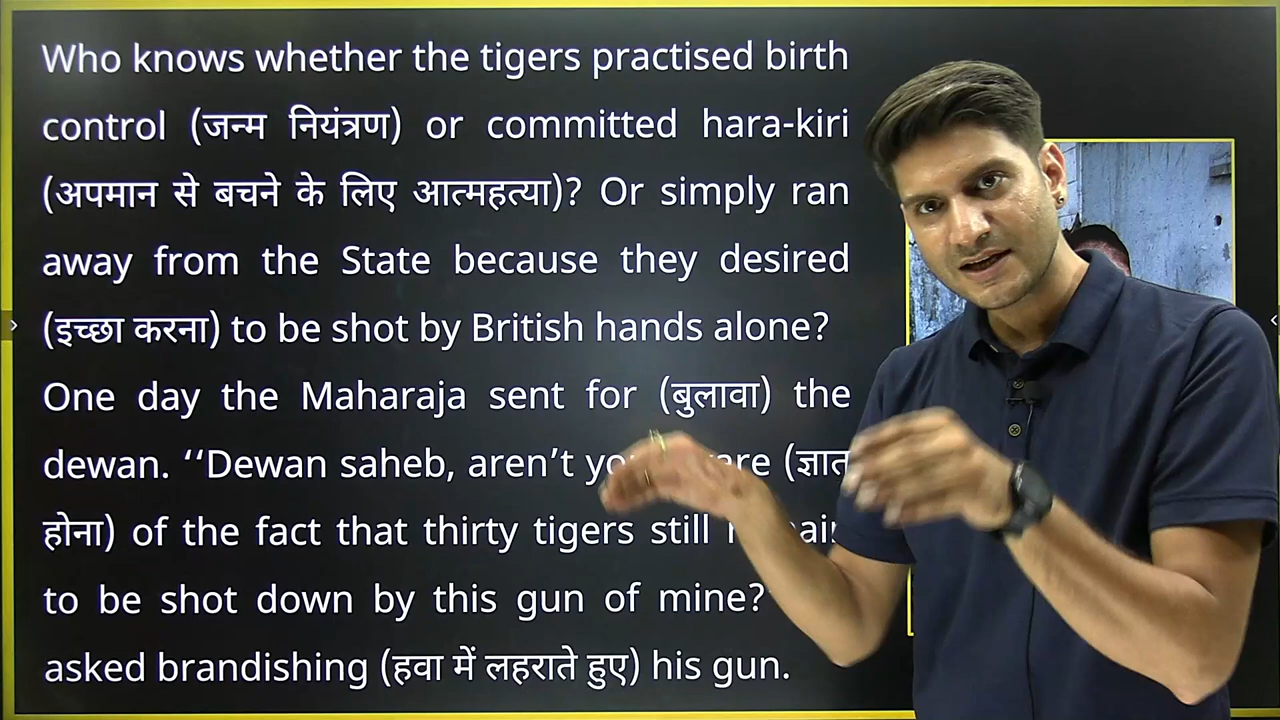 Who knows whether the tigers practised birth
control (जन्म नियंत्रण) or committed hara-kiri
(अपमान से बचने के लिए आत्महत्या)? Or simply ran
away from the State because they desired
(इच्छा करना) to be shot by British hands alone?
One day the Maharaja sent for (बुलावा) the
dewan. ‘‘Dewan saheb, aren’t (ज्ञात
होना) of the fact that thirty tigers still
to be shot down by this gun of mine?
asked brandishing (हवा में लहराते हुए) his gun.